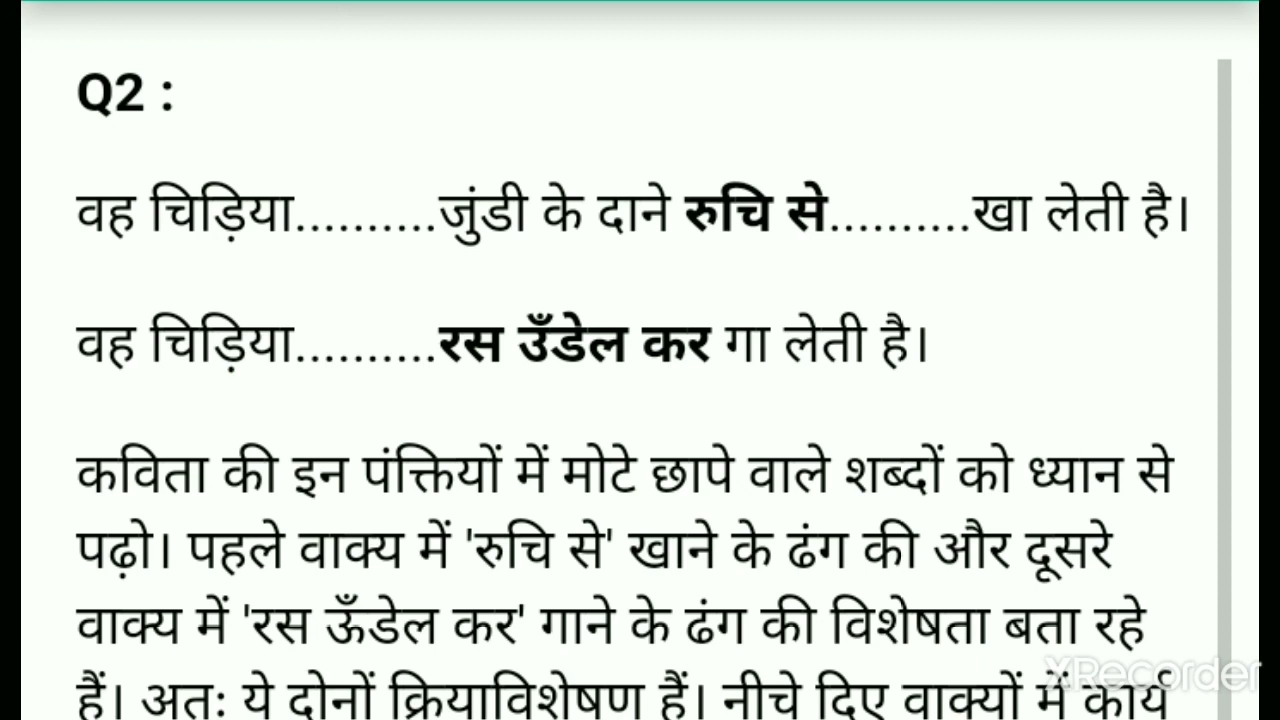 Q2 :
वह चिड़िया..........जुंडी के दाने रुचि से..........खा लेती है।
वह चिड़िया..........रस उँडेल कर गा लेती है।
कविता की इन पंक्तियों में मोटे छापे वाले शब्दों को ध्यान से
पढ़ो। पहले वाक्य में 'रुचि से' खाने के ढंग की और दूसरे
वाक्य में 'रस ऊँडेल कर' गाने के ढंग की विशेषता बता रहे
हैं। अतः ये दोनों क्रियाविशेषण हैं। नीचे दिए वाक्यों में कार्य
XRecorder